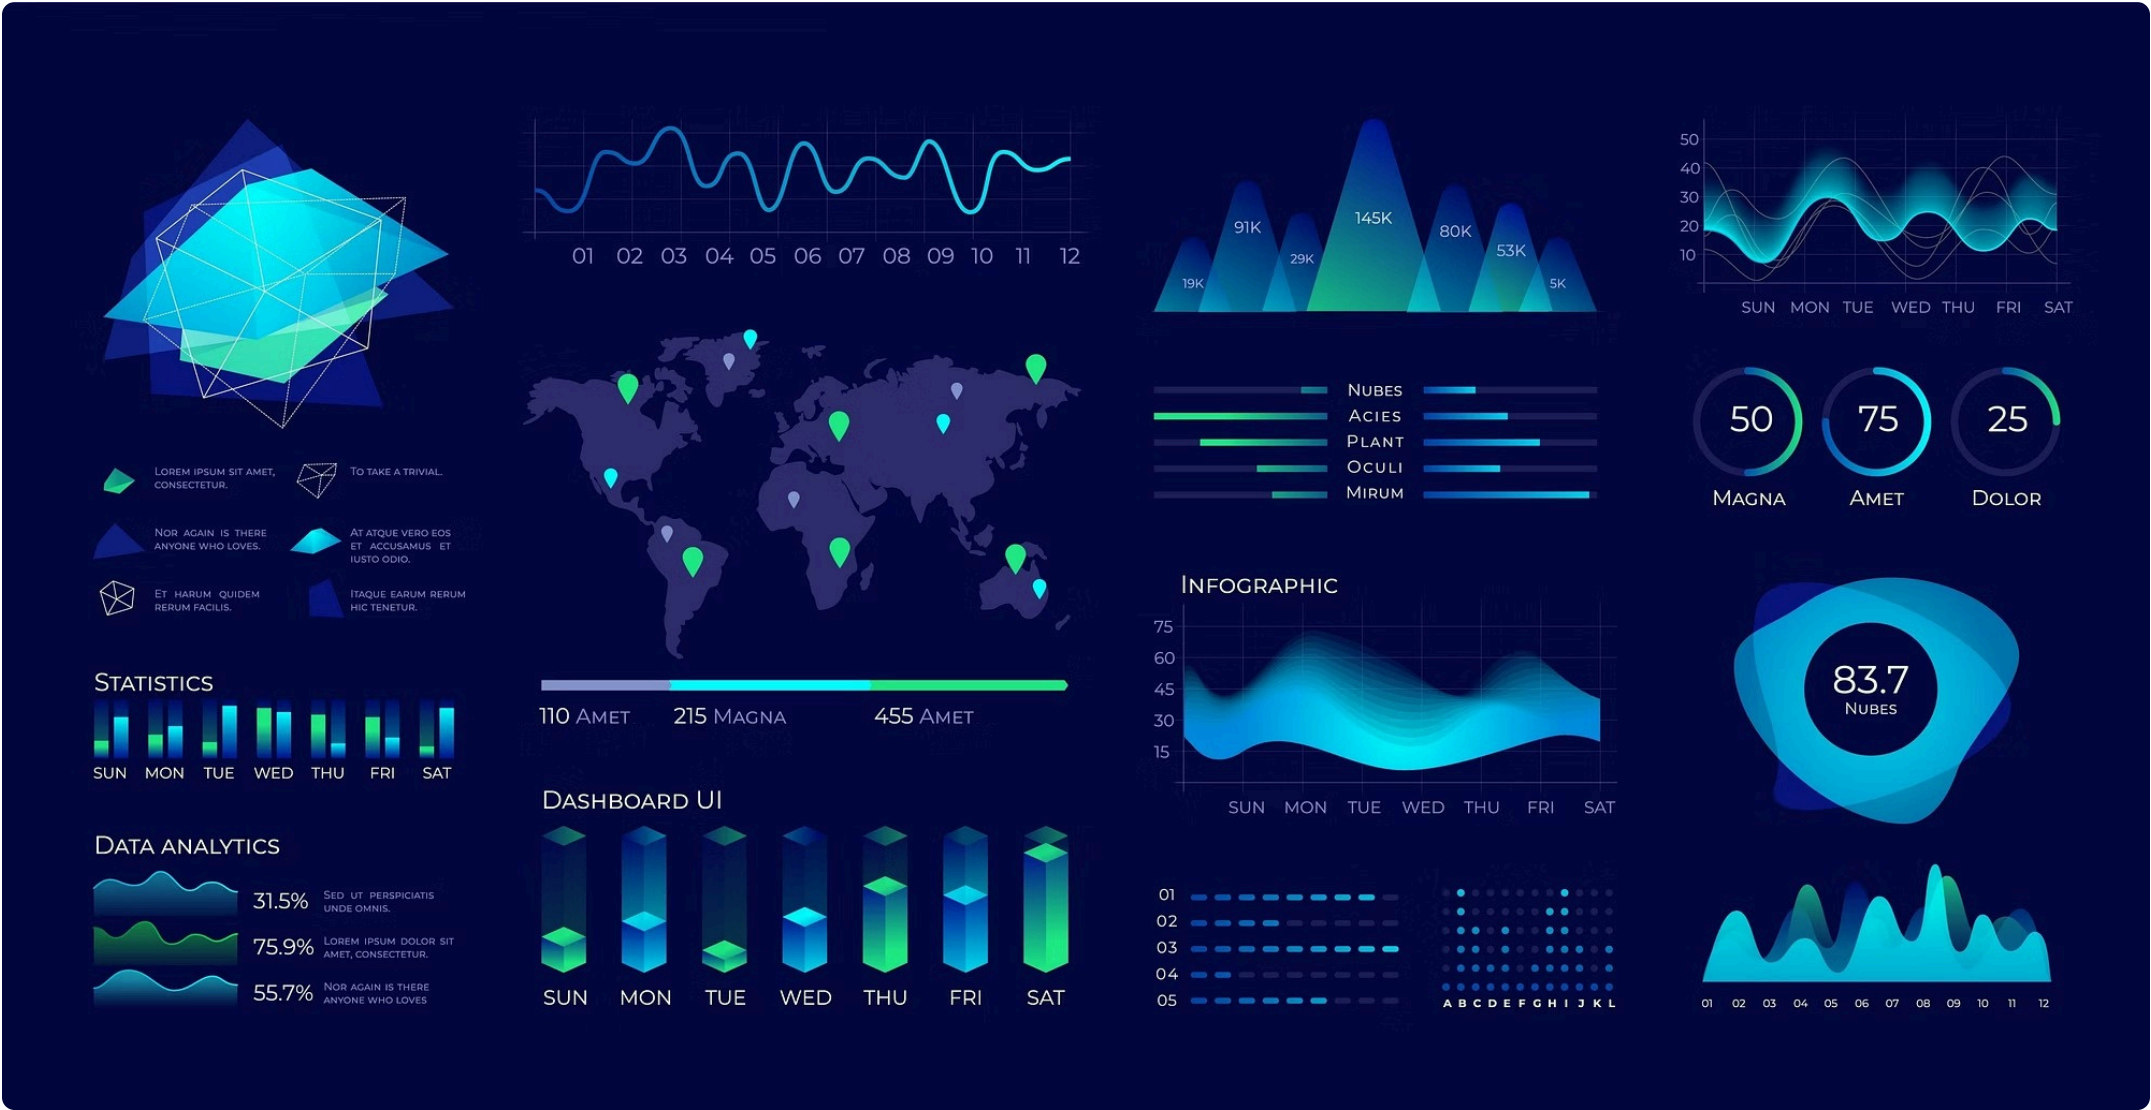 LOREM IPSUM SIT AMET,
CONSECTETUR.
TO TAKE A TRIVIAL.
NOR AGAIN IS THERE
ANYONE WHO LOVES.
AT ATQUE VERO EOS
ET ACCUSAMUS ET
IUSTO ODIO.
ET HARUM QUIDEM
RERUM FACILIS.
ITAQUE EARUM RERUM
HIC TENETUR.
STATISTICS
SUN MON TUE WED THU FRI SAT
DATA ANALYTICS
31.5%
SED UT PERSPICIATIS
UNDE OMNIS.
75.9%
LOREM IPSUM DOLOR SIT
AMET, CONSECTETUR.
55.7%
NOR AGAIN IS THERE
ANYONE WHO LOVES
01 02 03 04 05 06 07 08 09 10 11 12
110 AMET 215 MAGNA 455 AMET
DASHBOARD UI
SUN MON TUE WED THU FRI SAT
19K
91K
29K
145K
80K
53K
5K
NUBES
ACIES
PLANT
OCULI
MIRUM
INFOGRAPHIC
75
60
45
30
15
SUN MON TUE WED THU FRI SAT
01
02
03
04
05
A B C D E F G H I J K L
50
40
30
20
10
SUN MON TUE WED THU FRI SAT
50 75 25
MAGNA AMET DOLOR
83.7
NUBES
01 02 03 04 05 06 07 08 09 10 11 12